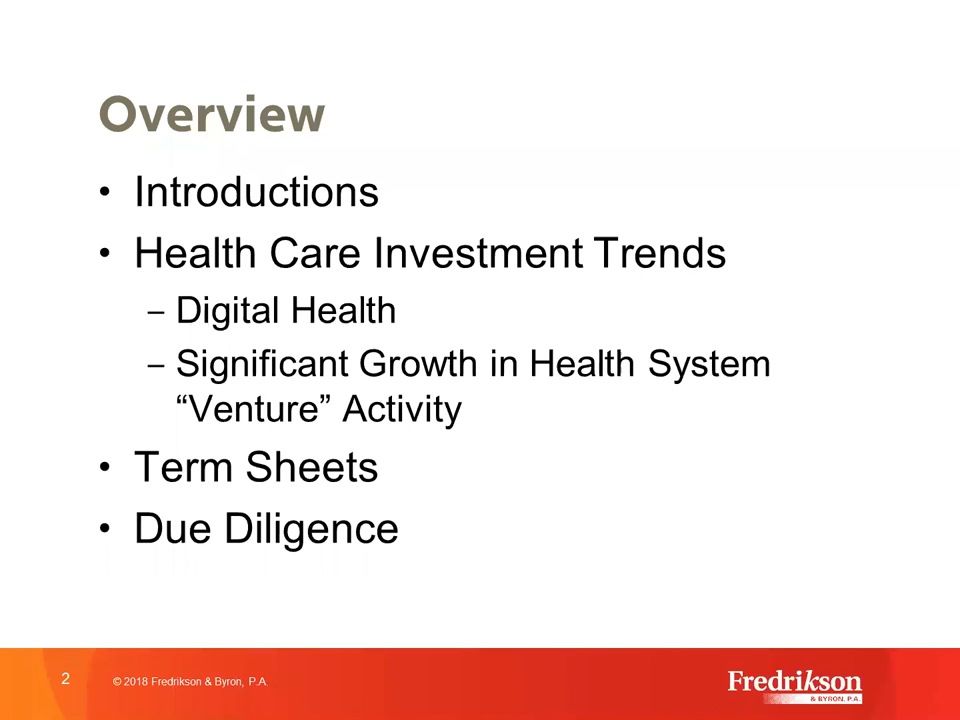 Overview
• Introductions
• Health Care Investment Trends
– Digital Health
– Significant Growth in Health System
“Venture” Activity
• Term Sheets
• Due Diligence
2
© 2018 Fredrikson & Byron, P.A.
Fredrikson
& BYRON, P.A.